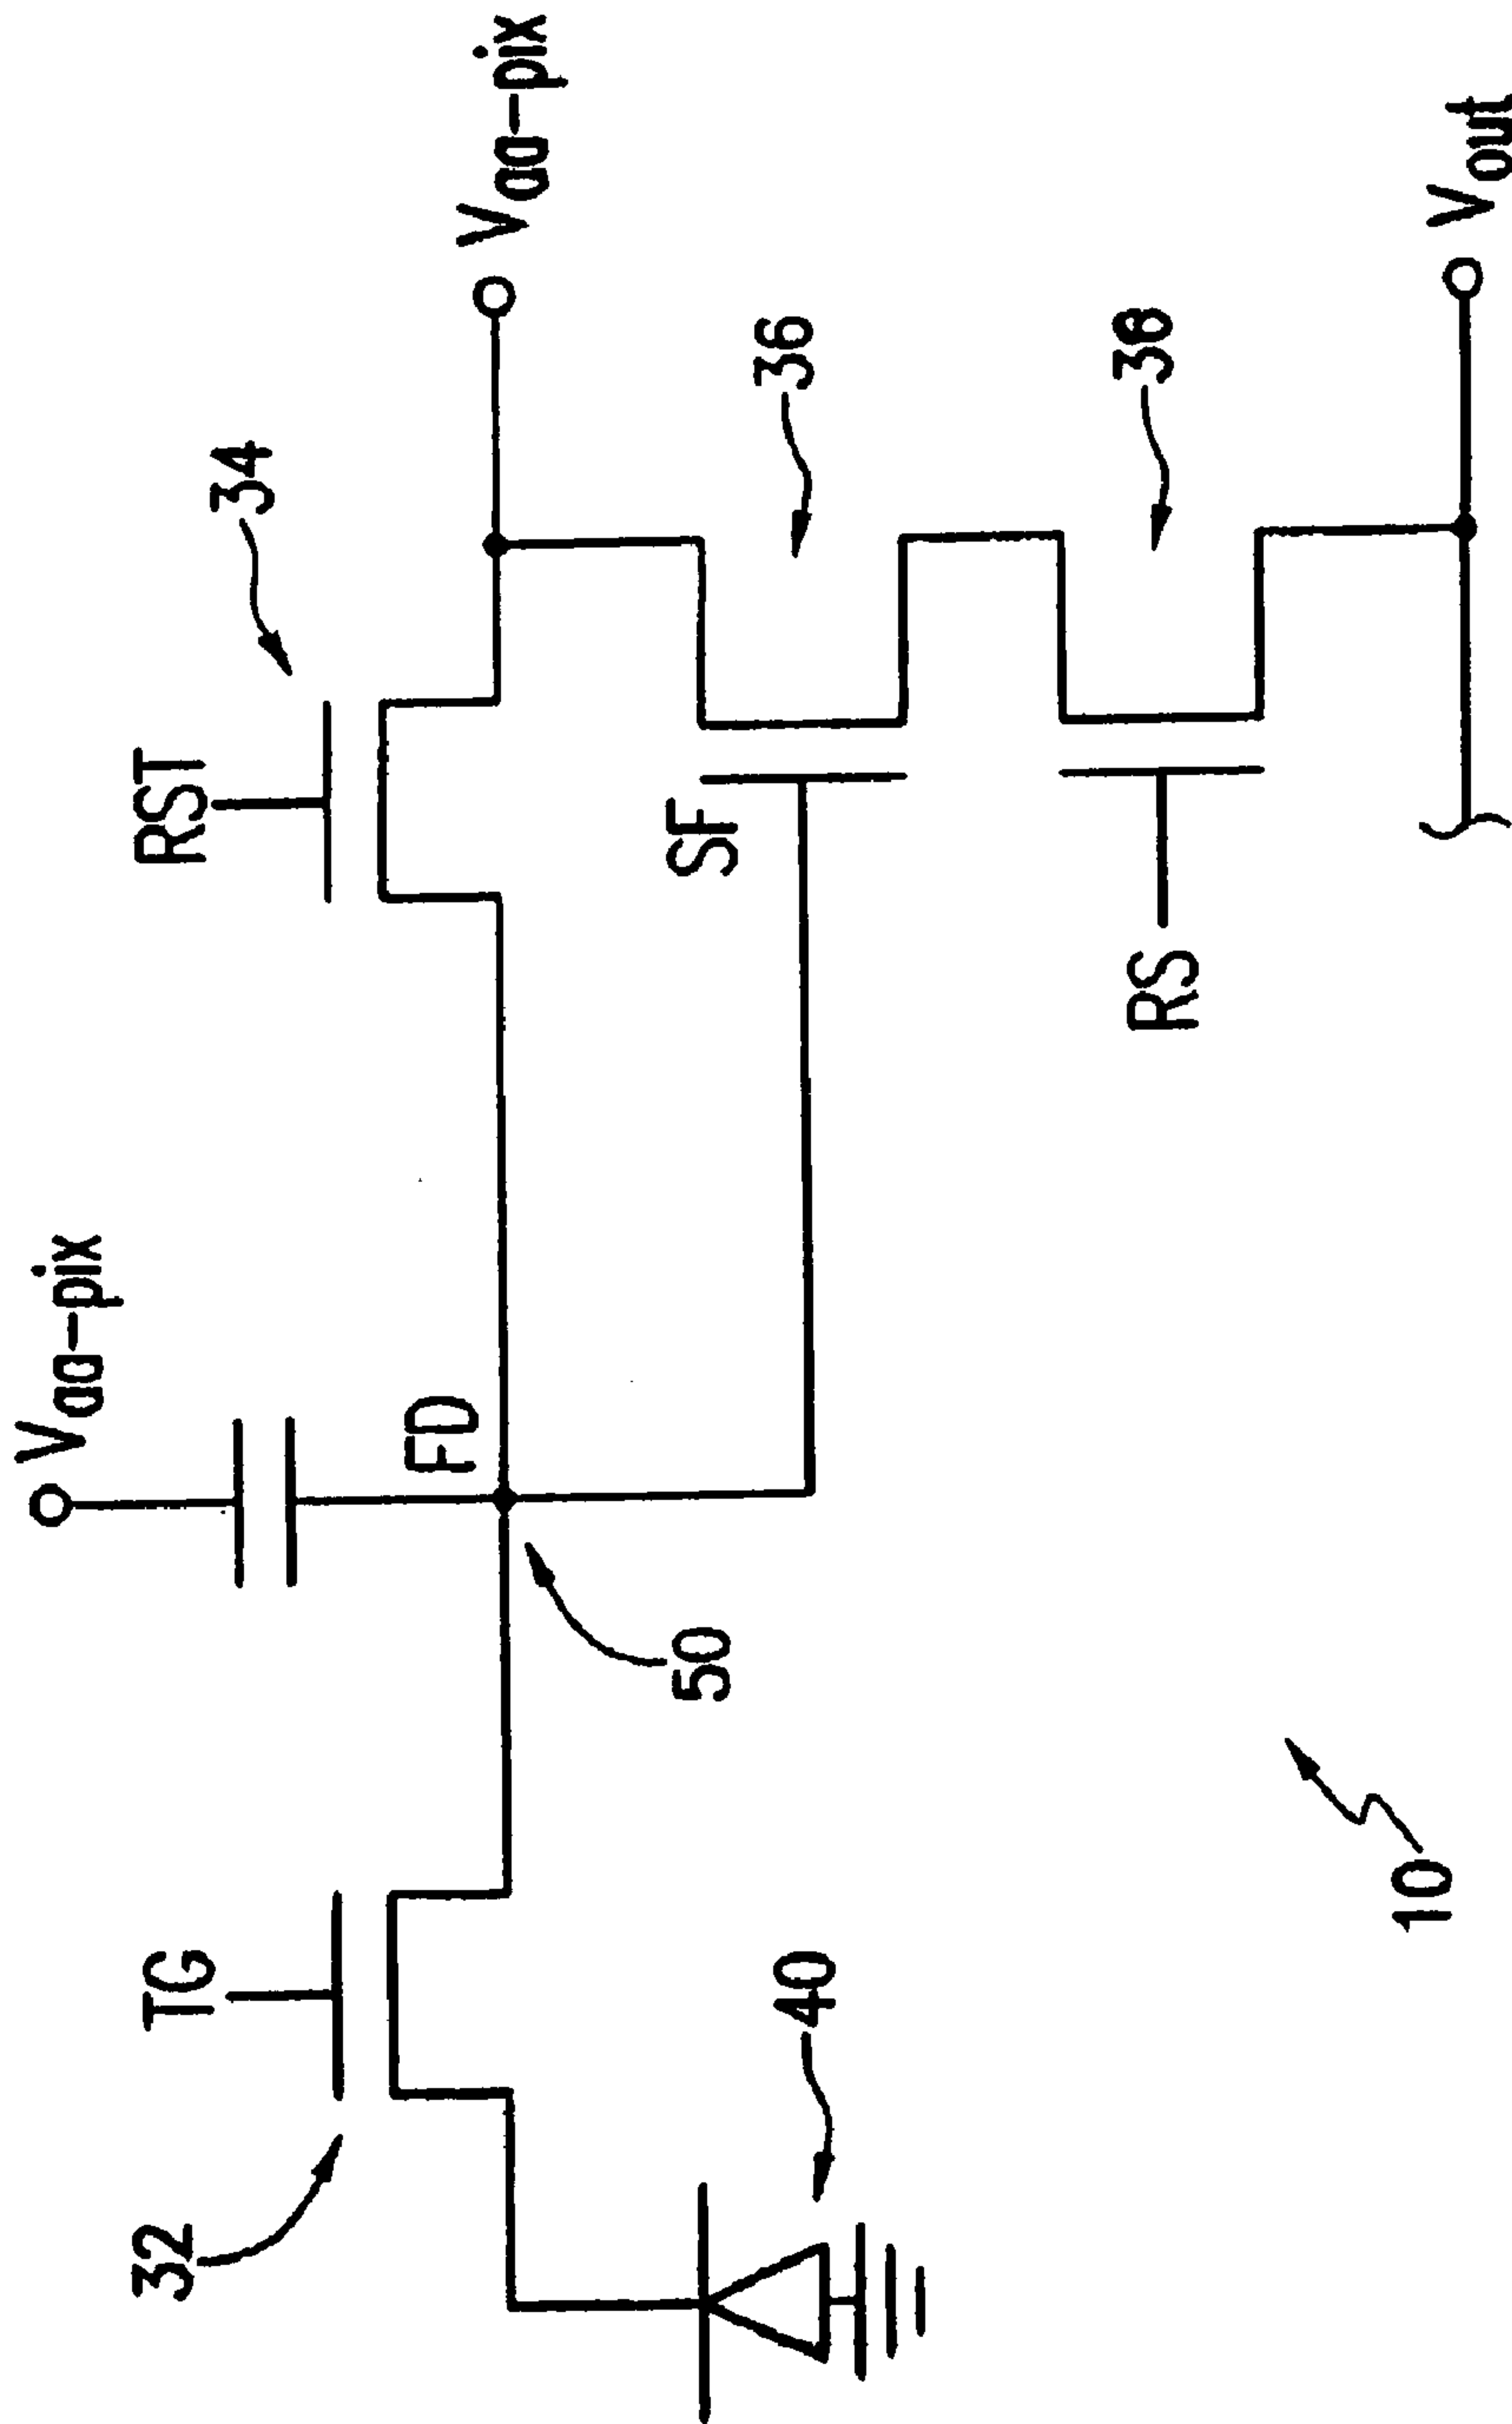 Vaa-pix
TG
RST
32
34
FD
Vaa-pix
50
SF
36
40
RS
38
10
Vout